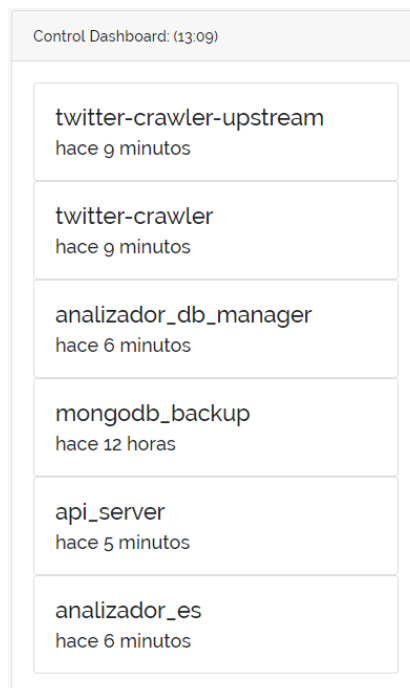 Control Dashboard: (13:09)
twitter-crawler-upstream
hace 9 minutos
twitter-crawler
hace 9 minutos
analizador_db_manager
hace 6 minutos
mongodb_backup
hace 12 horas
api_server
hace 5 minutos
analizador_es
hace 6 minutos